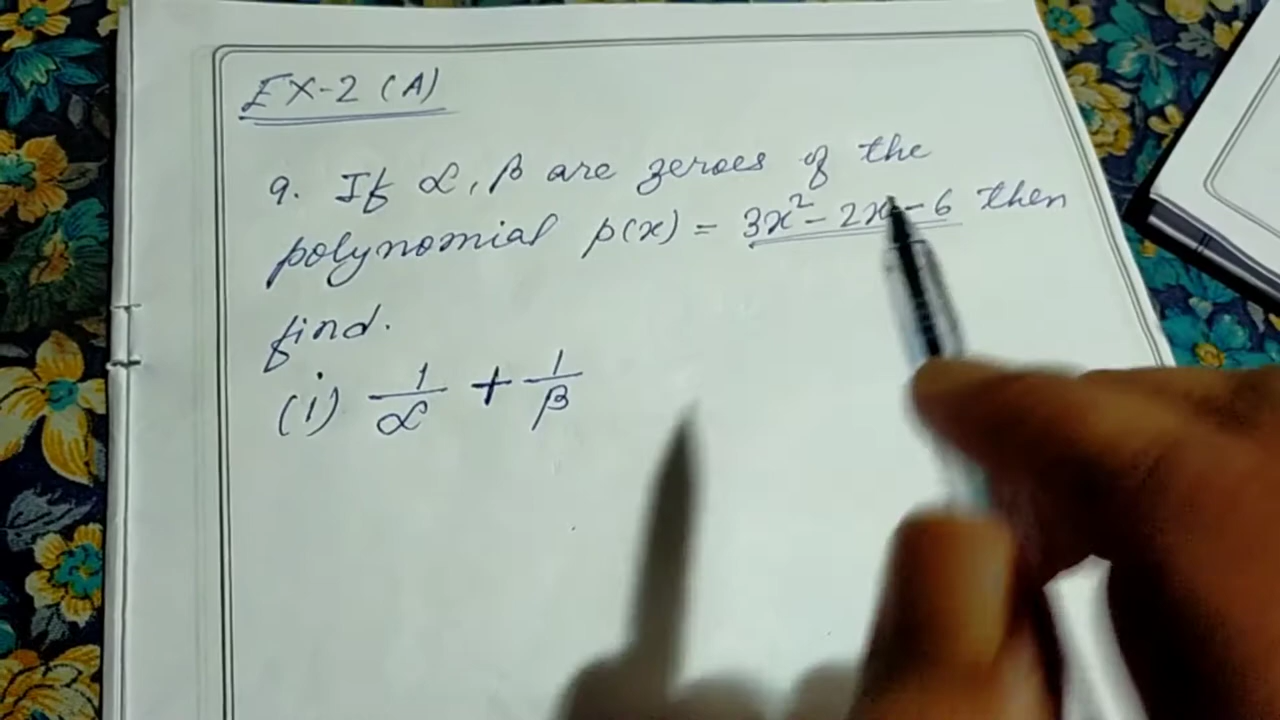 EX-2 (A)
9. If α, β are zeroes of the
polynomial p(x) = 3x² - 2x - 6 then
find.
(i) 1/α + 1/β